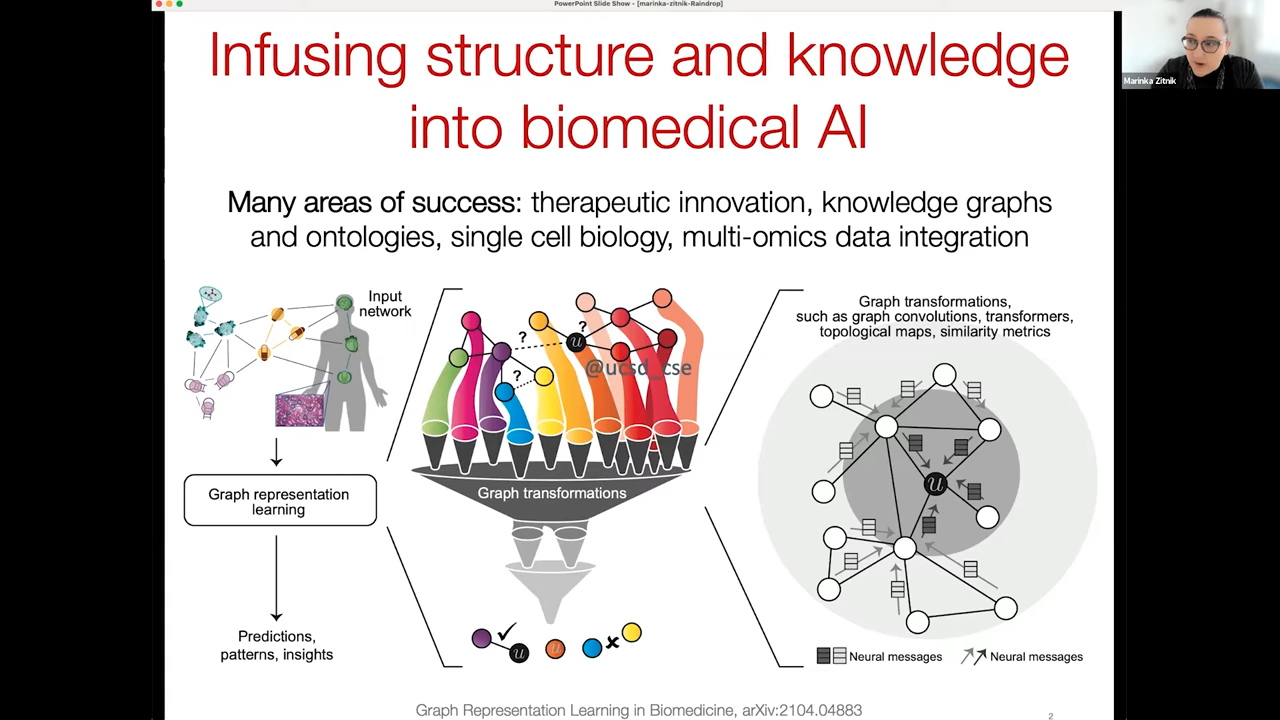 PowerPoint Slide Show - [marinka-zitnik-Raindrop]
Infusing structure and knowledge
into biomedical AI
Marinka Zitnik
Many areas of success: therapeutic innovation, knowledge graphs
and ontologies, single cell biology, multi-omics data integration
Input
network
Graph representation
learning
Predictions,
patterns, insights
?
?
u
?
@ucsd_cse
Graph transformations
u
u
Graph transformations,
such as graph convolutions, transformers,
topological maps, similarity metrics
u
Neural messages
Neural messages
Graph Representation Learning in Biomedicine, arXiv:2104.04883
2